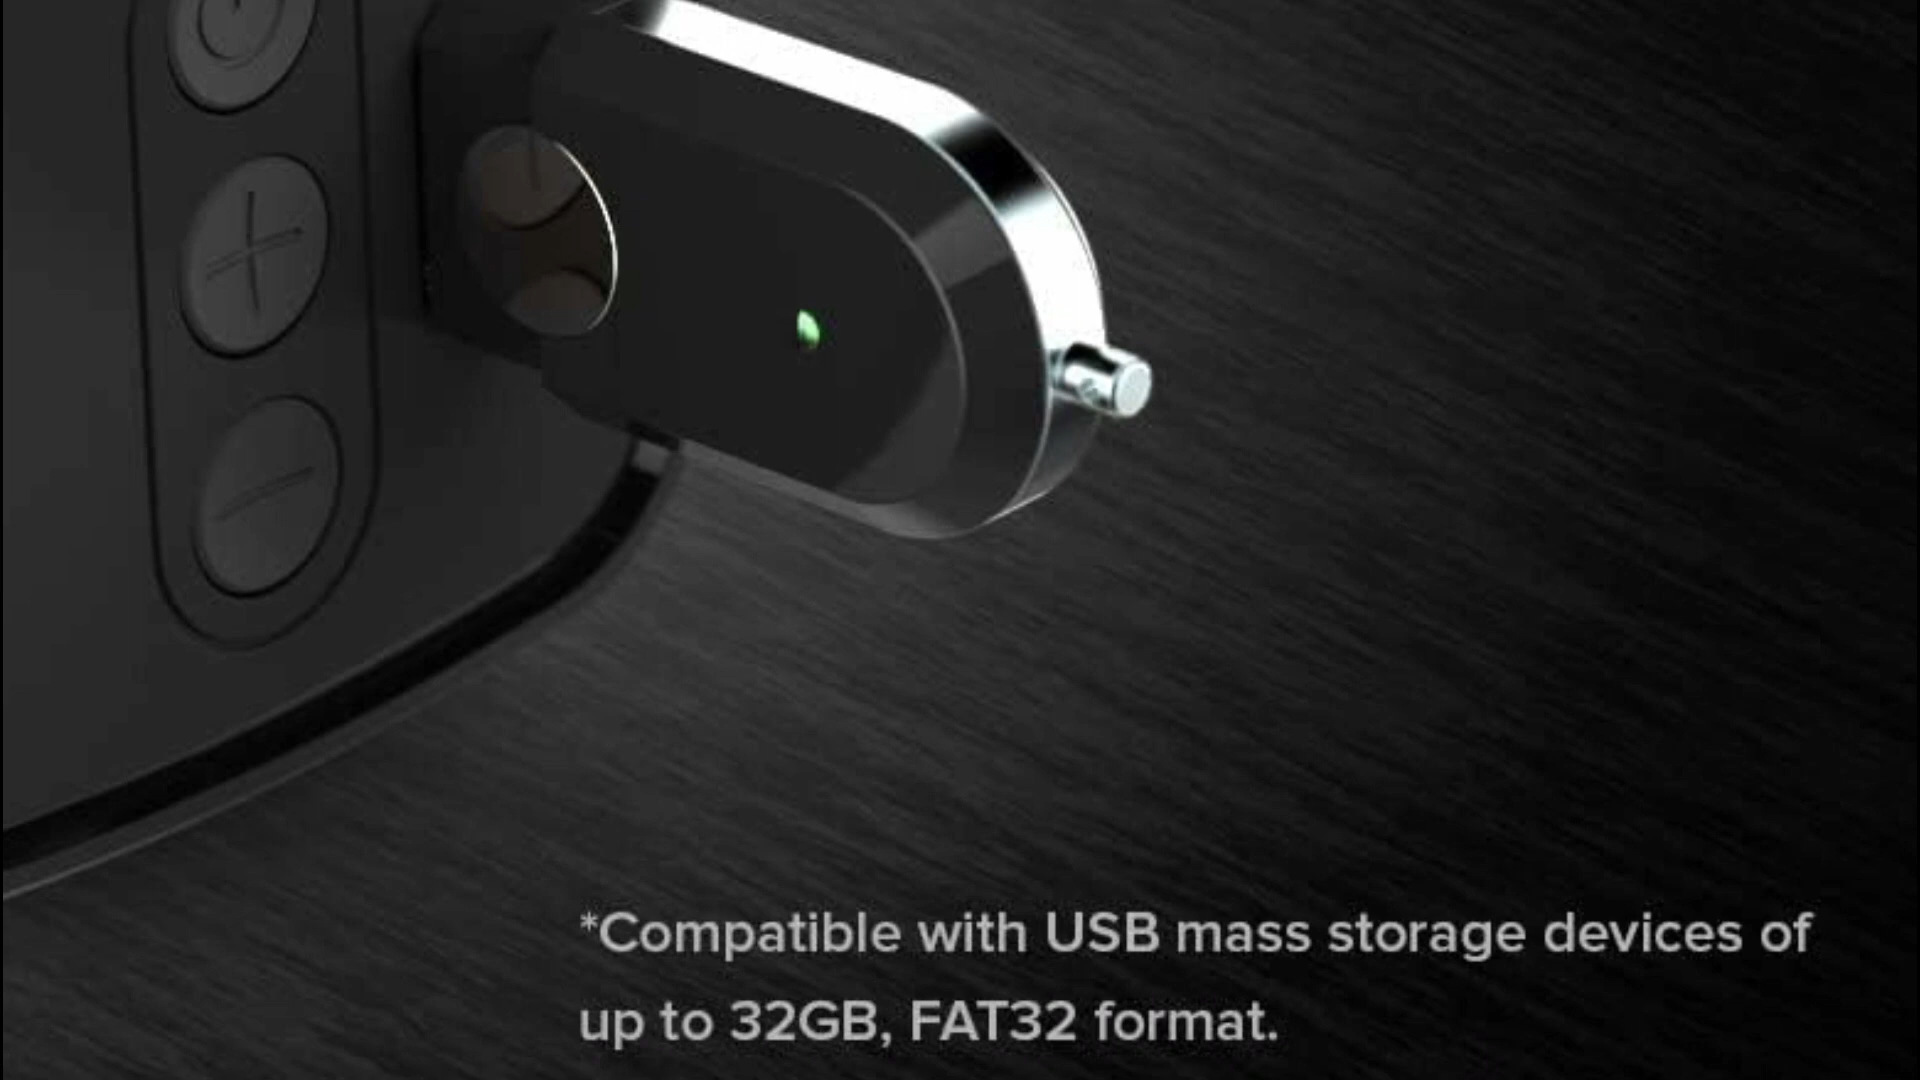 *Compatible with USB mass storage devices of
up to 32GB, FAT32 format.